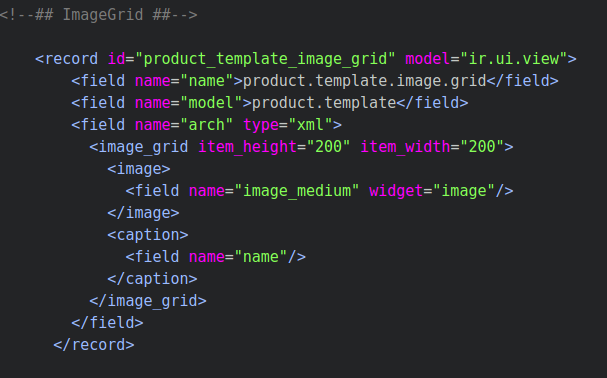 <!--## ImageGrid ##-->
<record id="product_template_image_grid" model="ir.ui.view">
<field name="name">product.template.image.grid</field>
<field name="model">product.template</field>
<field name="arch" type="xml">
<image_grid item_height="200" item_width="200">
<image>
<field name="image_medium" widget="image"/>
</image>
<caption>
<field name="name"/>
</caption>
</image_grid>
</field>
</record>